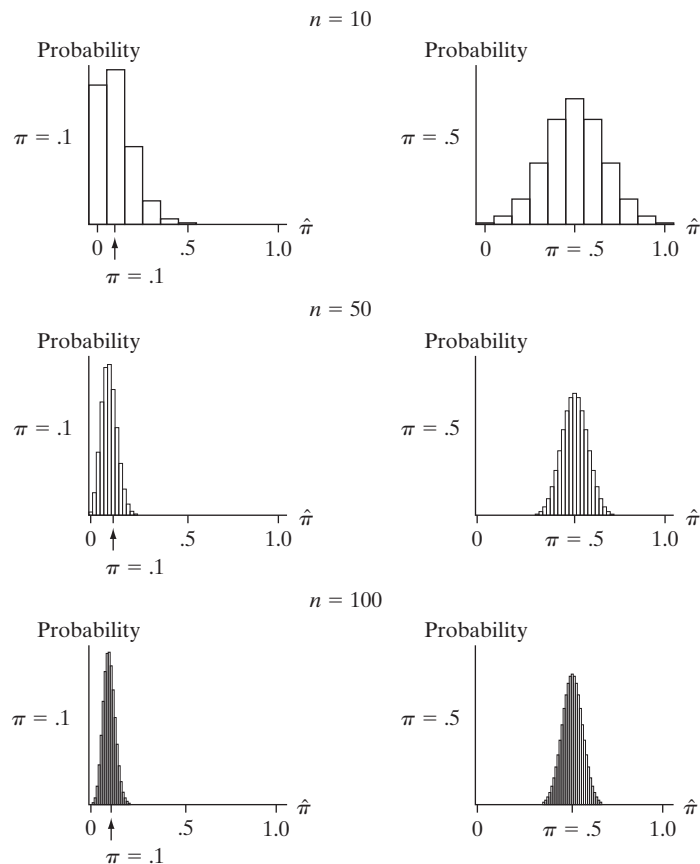 n = 10
Probability
Probability
π = .1
π = .5
0 .5 1.0 π̂
π = .1
0 π = .5 1.0 π̂
n = 50
Probability
Probability
π = .1
π = .5
0 .5 1.0 π̂
π = .1
0 π = .5 1.0 π̂
n = 100
Probability
Probability
π = .1
π = .5
0 .5 1.0 π̂
π = .1
0 π = .5 1.0 π̂